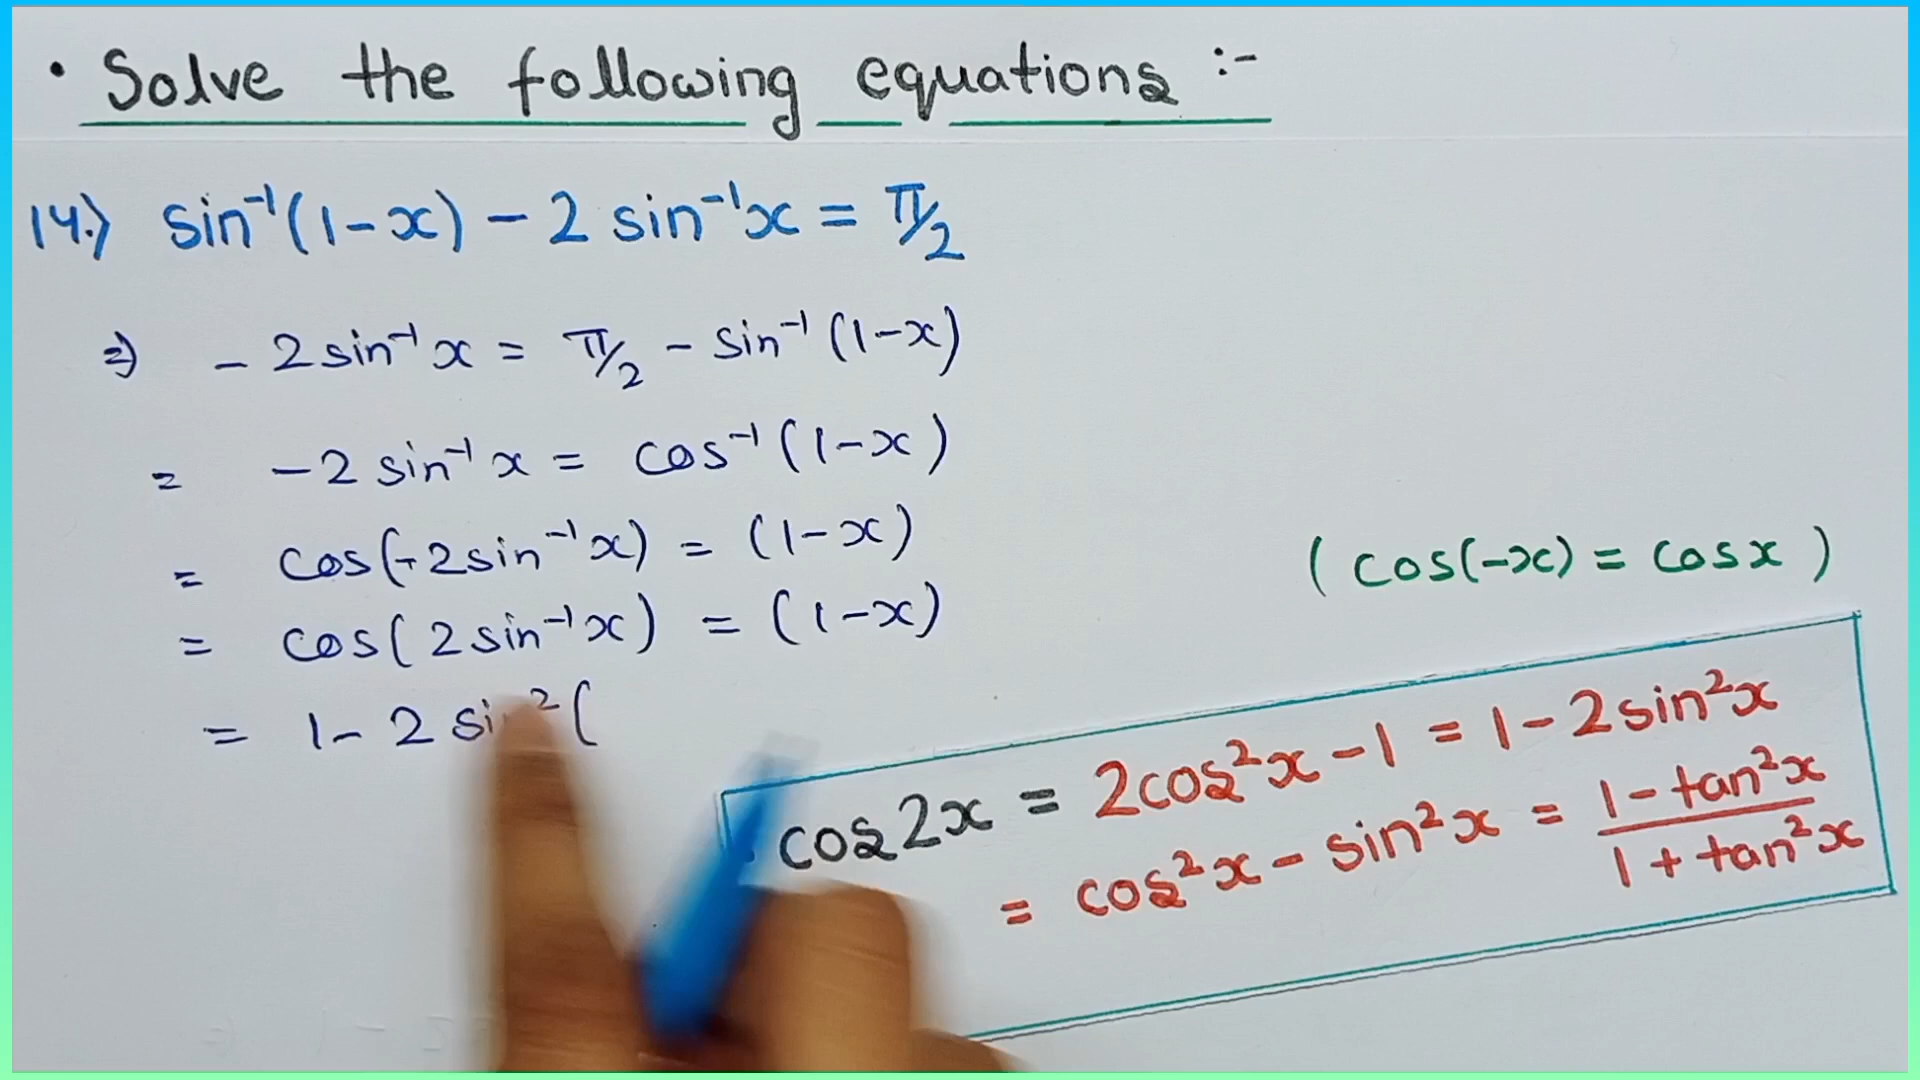 • Solve the following equations :-
14.) sin⁻¹(1-x) - 2 sin⁻¹x = π/2
⇒ - 2sin⁻¹x = π/2 - sin⁻¹(1-x)
= -2 sin⁻¹x = cos⁻¹(1-x)
= cos(-2sin⁻¹x) = (1-x)
(cos(-x) = cosx)
= cos(2sin⁻¹x) = (1-x)
= 1- 2 sin²(
cos2x = 2cos²x-1 = 1-2sin²x
= cos²x - sin²x = (1-tan²x)/(1+tan²x)